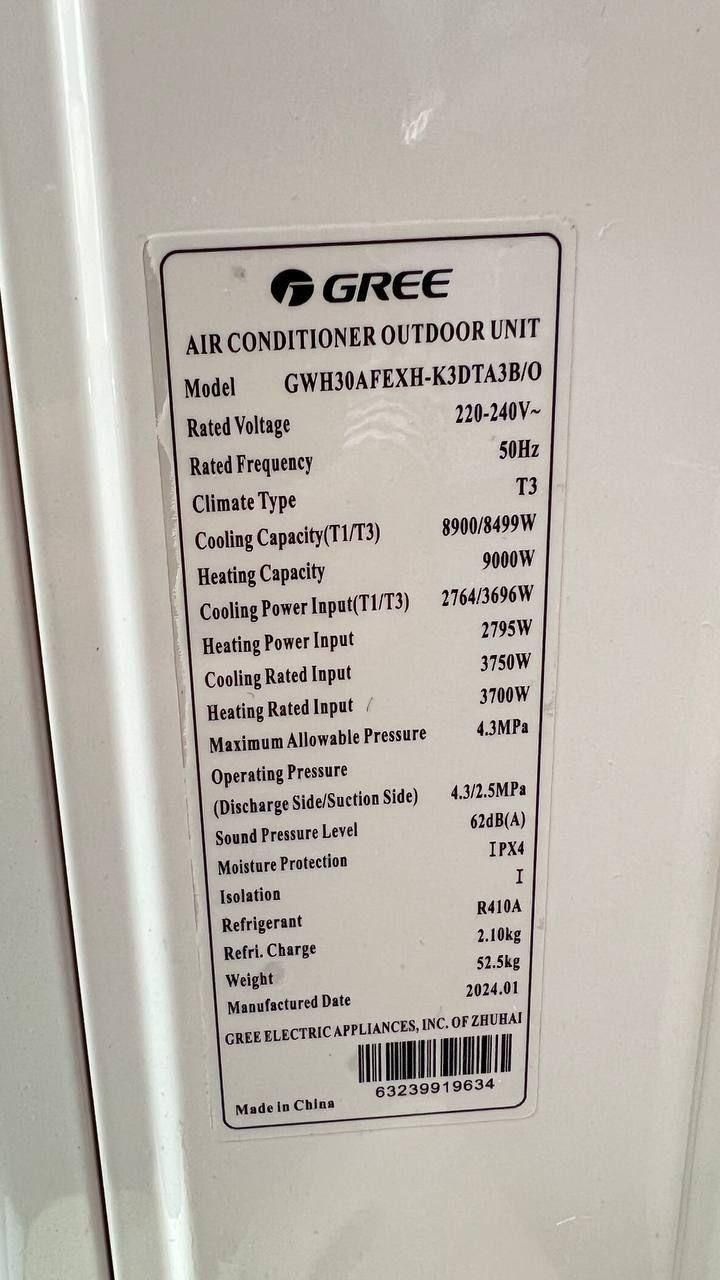 GREE
AIR CONDITIONER OUTDOOR UNIT
Model GWH30AFEXH-K3DTA3B/O
Rated Voltage 220-240V~
Rated Frequency 50Hz
Climate Type T3
Cooling Capacity(T1/T3) 8900/8499W
Heating Capacity 9000W
Cooling Power Input(T1/T3) 2764/3696W
Heating Power Input 2795W
Cooling Rated Input 3750W
Heating Rated Input 3700W
Maximum Allowable Pressure 4.3MPa
Operating Pressure
(Discharge Side/Suction Side) 4.3/2.5MPa
Sound Pressure Level 62dB(A)
Moisture Protection IPX4
Isolation I
Refrigerant R410A
Refri. Charge 2.10kg
Weight 52.5kg
Manufactured Date 2024.01
GREE ELECTRIC APPLIANCES, INC. OF ZHUHAI
63239919634
Made in China